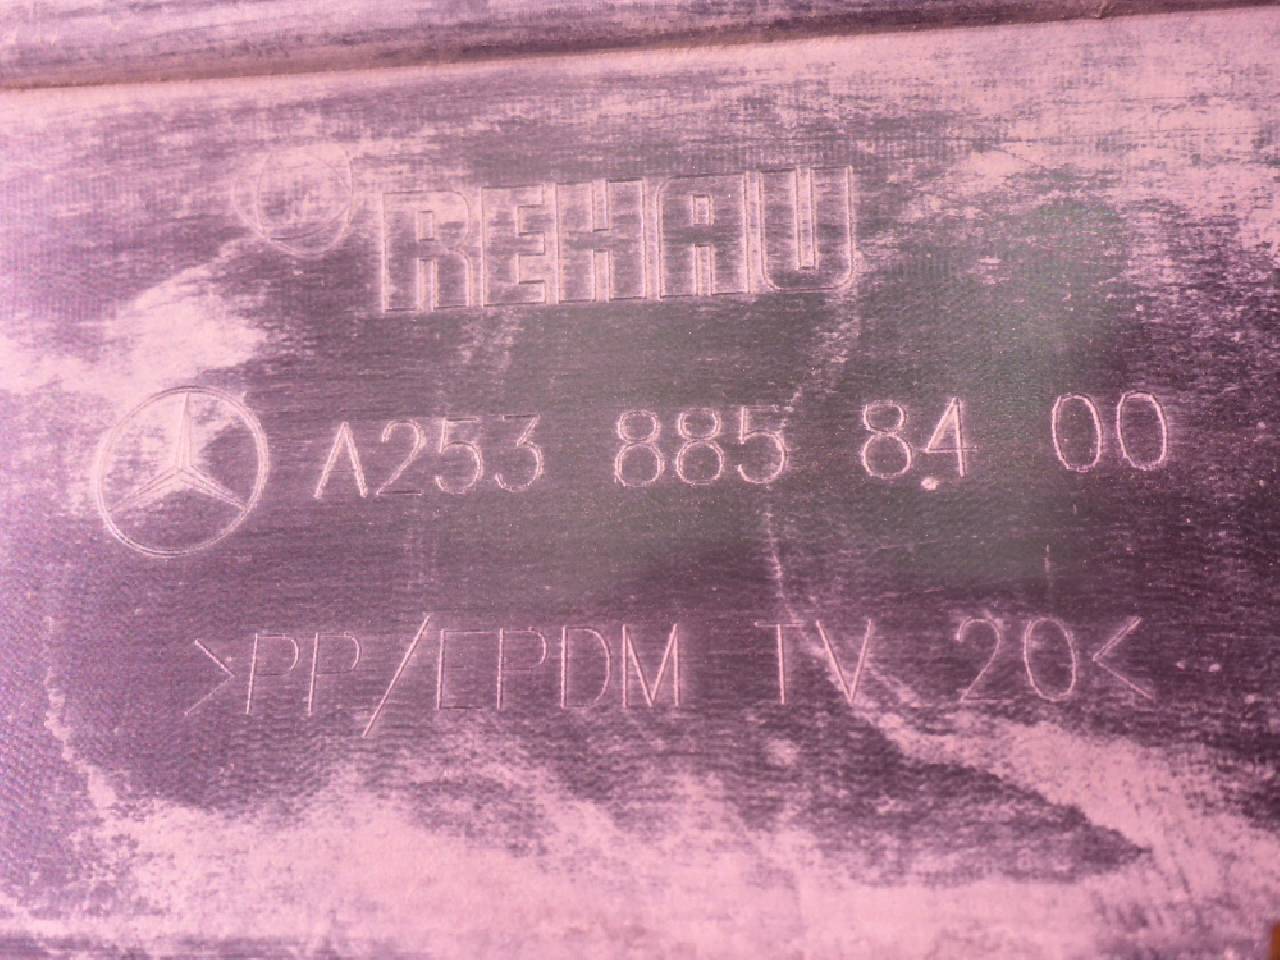 REHAU
A253 885 84 00
>PP/EPDM TV 20<